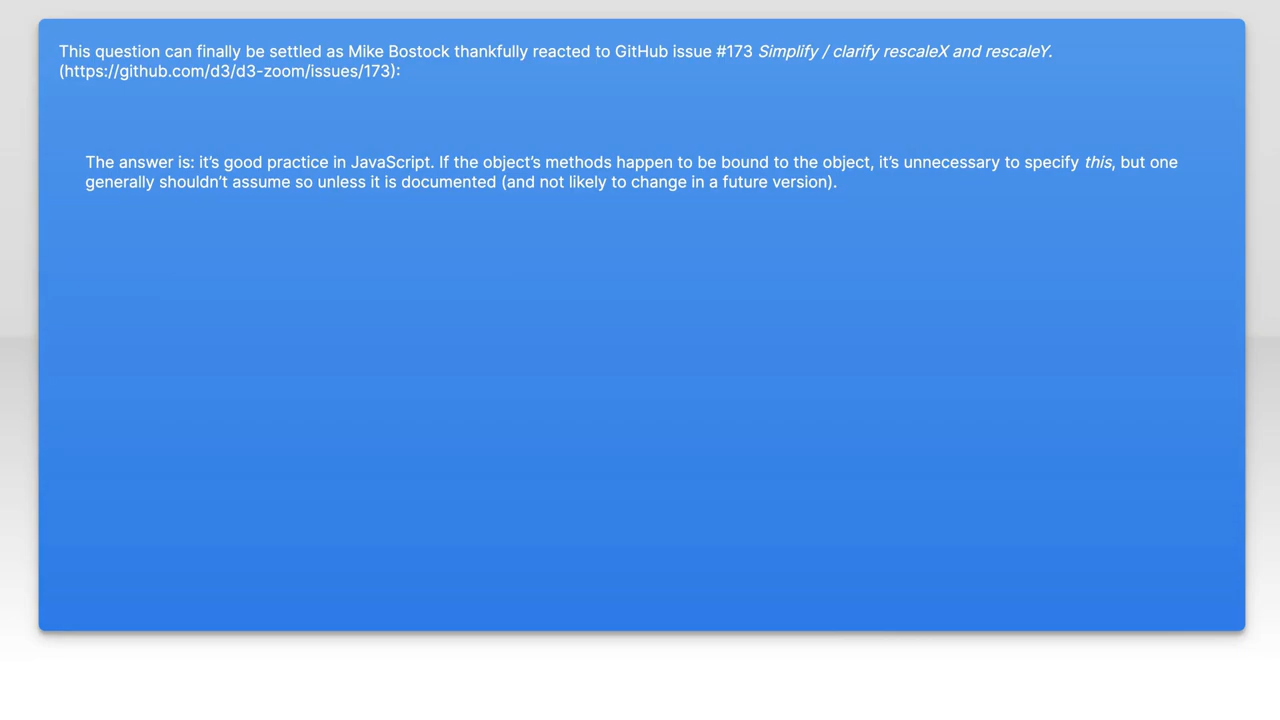 This question can finally be settled as Mike Bostock thankfully reacted to GitHub issue #173 Simplify / clarify rescaleX and rescaleY.
(https://github.com/d3/d3-zoom/issues/173):
The answer is: it’s good practice in JavaScript. If the object’s methods happen to be bound to the object, it’s unnecessary to specify this, but one
generally shouldn’t assume so unless it is documented (and not likely to change in a future version).